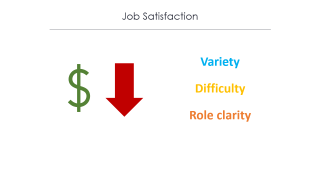 Job Satisfaction
$
Variety
Difficulty
Role clarity